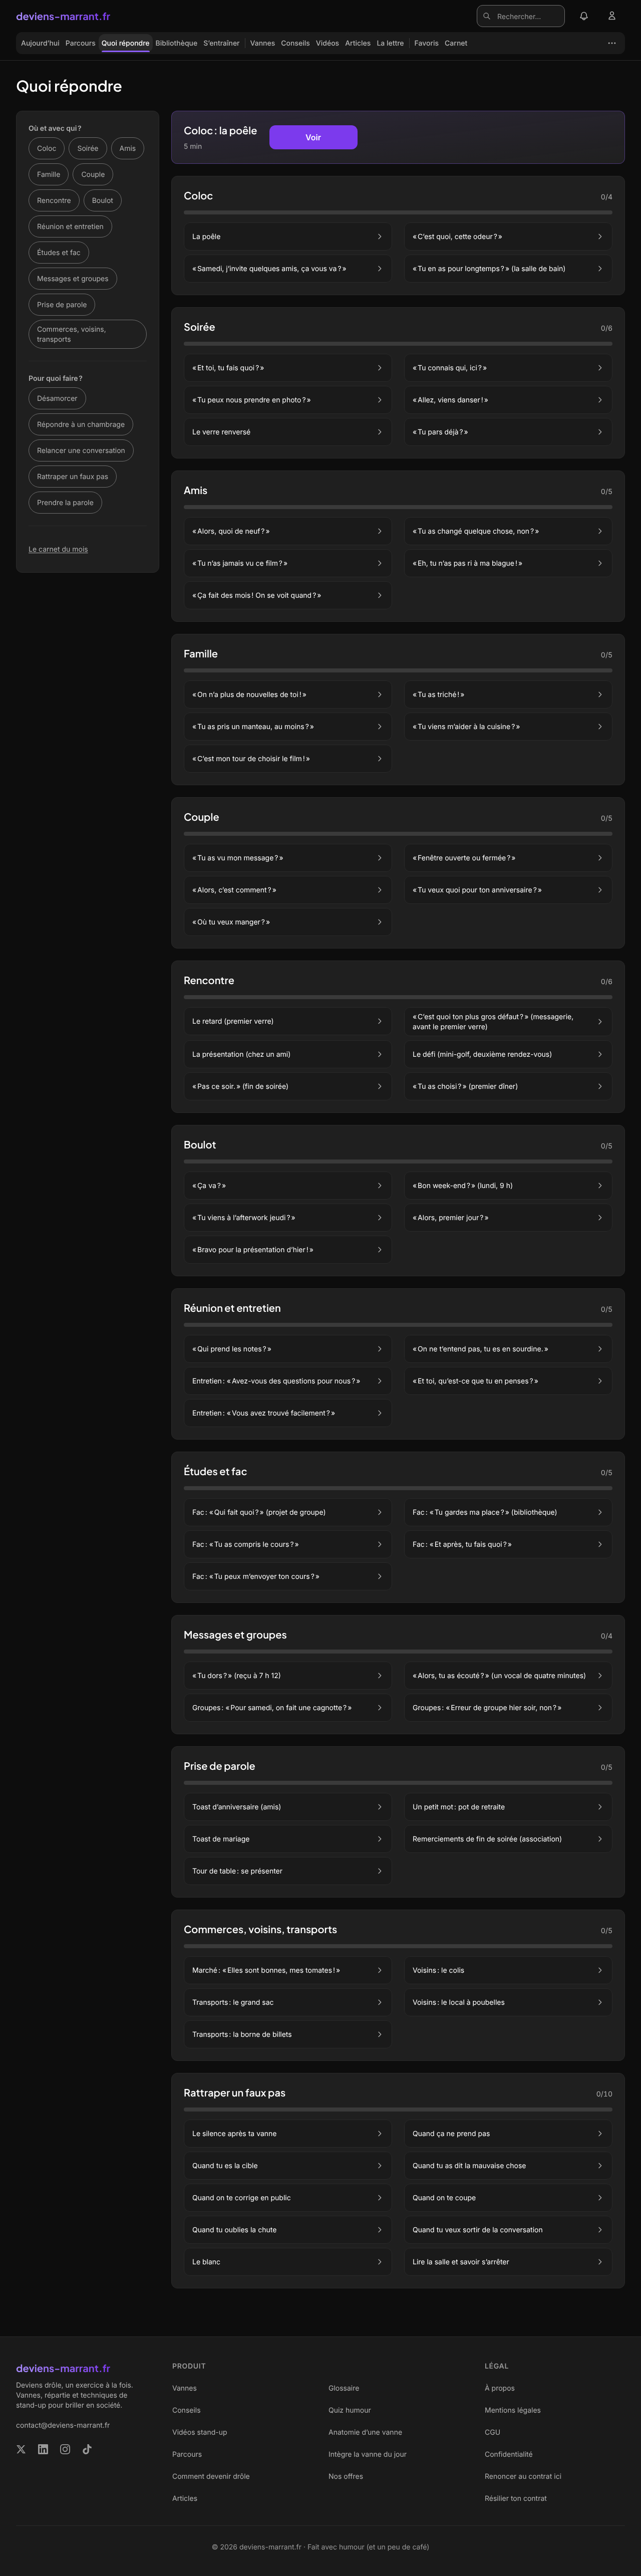 deviens-marrant.fr
Rechercher...
Aujourd'hui Parcours Quoi répondre Bibliothèque S'entraîner Vannes Conseils Vidéos Articles La lettre Favoris Carnet
Quoi répondre
Où et avec qui ?
Coloc Soirée Amis
Famille Couple
Rencontre Boulot
Réunion et entretien
Études et fac
Messages et groupes
Prise de parole
Commerces, voisins,
transports
Pour quoi faire ?
Désamorcer
Répondre à un chambrage
Relancer une conversation
Rattraper un faux pas
Prendre la parole
Le carnet du mois
Coloc : la poêle
5 min
Voir
Coloc 0/4
La poêle
« C'est quoi, cette odeur ? »
« Samedi, j'invite quelques amis, ça vous va ? »
« Tu en as pour longtemps ? » (la salle de bain)
Soirée 0/6
« Et toi, tu fais quoi ? »
« Tu connais qui, ici ? »
« Tu peux nous prendre en photo ? »
« Allez, viens danser ! »
Le verre renversé
« Tu pars déjà ? »
Amis 0/5
« Alors, quoi de neuf ? »
« Tu as changé quelque chose, non ? »
« Tu n'as jamais vu ce film ? »
« Eh, tu n'as pas ri à ma blague ! »
« Ça fait des mois ! On se voit quand ? »
Famille 0/5
« On n'a plus de nouvelles de toi ! »
« Tu as triché ! »
« Tu as pris un manteau, au moins ? »
« Tu viens m'aider à la cuisine ? »
« C'est mon tour de choisir le film ! »
Couple 0/5
« Tu as vu mon message ? »
« Fenêtre ouverte ou fermée ? »
« Alors, c'est comment ? »
« Tu veux quoi pour ton anniversaire ? »
« Où tu veux manger ? »
Rencontre 0/6
Le retard (premier verre)
« C'est quoi ton plus gros défaut ? » (messagerie,
avant le premier verre)
La présentation (chez un ami)
Le défi (mini-golf, deuxième rendez-vous)
« Pas ce soir. » (fin de soirée)
« Tu as choisi ? » (premier dîner)
Boulot 0/5
« Ça va ? »
« Bon week-end ? » (lundi, 9 h)
« Tu viens à l'afterwork jeudi ? »
« Alors, premier jour ? »
« Bravo pour la présentation d'hier ! »
Réunion et entretien 0/5
« Qui prend les notes ? »
« On ne t'entend pas, tu es en sourdine. »
Entretien : « Avez-vous des questions pour nous ? »
« Et toi, qu'est-ce que tu en penses ? »
Entretien : « Vous avez trouvé facilement ? »
Études et fac 0/5
Fac : « Qui fait quoi ? » (projet de groupe)
Fac : « Tu gardes ma place ? » (bibliothèque)
Fac : « Tu as compris le cours ? »
Fac : « Et après, tu fais quoi ? »
Fac : « Tu peux m'envoyer ton cours ? »
Messages et groupes 0/4
« Tu dors ? » (reçu à 7 h 12)
« Alors, tu as écouté ? » (un vocal de quatre minutes)
Groupes : « Pour samedi, on fait une cagnotte ? »
Groupes : « Erreur de groupe hier soir, non ? »
Prise de parole 0/5
Toast d'anniversaire (amis)
Un petit mot : pot de retraite
Toast de mariage
Remerciements de fin de soirée (association)
Tour de table : se présenter
Commerces, voisins, transports 0/5
Marché : « Elles sont bonnes, mes tomates ! »
Voisins : le colis
Transports : le grand sac
Voisins : le local à poubelles
Transports : la borne de billets
Rattraper un faux pas 0/10
Le silence après ta vanne
Quand ça ne prend pas
Quand tu es la cible
Quand tu as dit la mauvaise chose
Quand on te corrige en public
Quand on te coupe
Quand tu oublies la chute
Quand tu veux sortir de la conversation
Le blanc
Lire la salle et savoir s'arrêter
deviens-marrant.fr
Deviens drôle, un exercice à la fois.
Vannes, répartie et techniques de
stand-up pour briller en société.
contact@deviens-marrant.fr
PRODUIT
Vannes
Conseils
Vidéos stand-up
Parcours
Comment devenir drôle
Articles
Glossaire
Quiz humour
Anatomie d'une vanne
Intègre la vanne du jour
Nos offres
LÉGAL
À propos
Mentions légales
CGU
Confidentialité
Renoncer au contrat ici
Résilier ton contrat
© 2026 deviens-marrant.fr · Fait avec humour (et un peu de café)